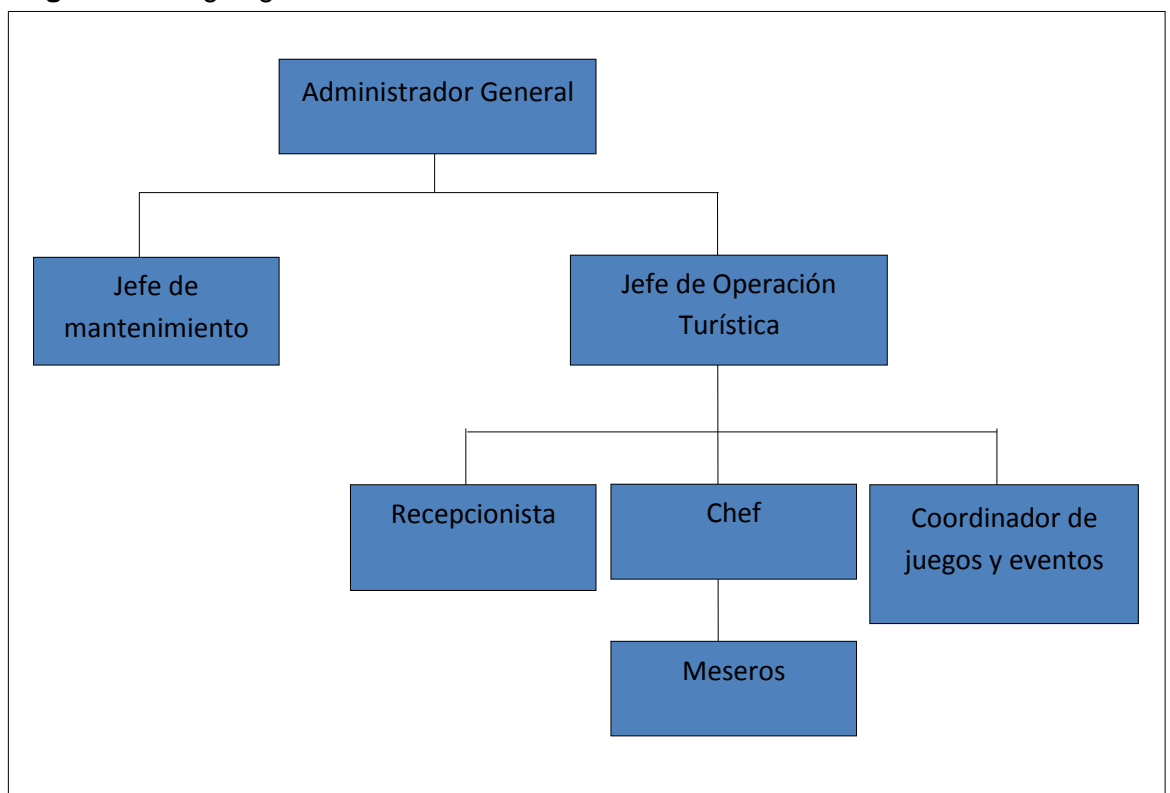 Administrador General
Jefe de
mantenimiento
Jefe de Operación
Turística
Recepcionista
Chef
Coordinador de
juegos y eventos
Meseros